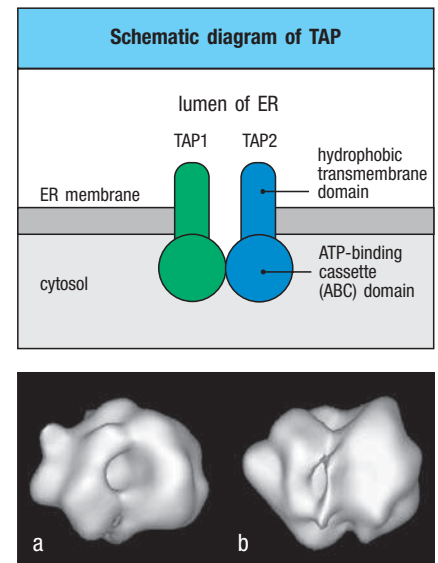 Schematic diagram of TAP
lumen of ER
TAP1
TAP2
hydrophobic
transmembrane
domain
ER membrane
ATP-binding
cassette
(ABC) domain
cytosol
a
b